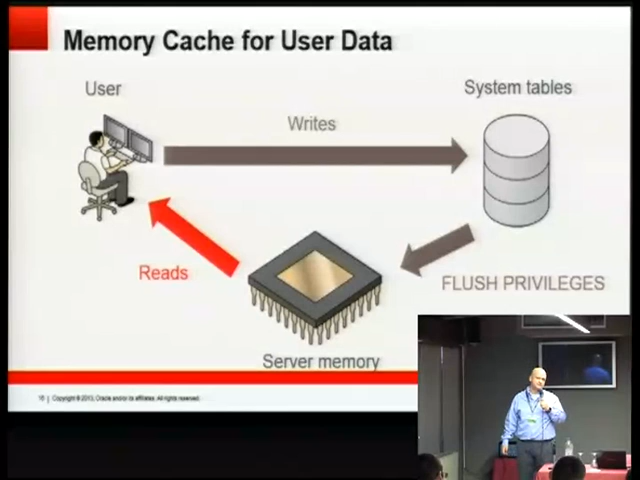 Memory Cache for User Data
User
System tables
Writes
Reads
FLUSH PRIVILEGES
Server memory
16 | Copyright © 2013, Oracle and/or its affiliates. All rights reserved.